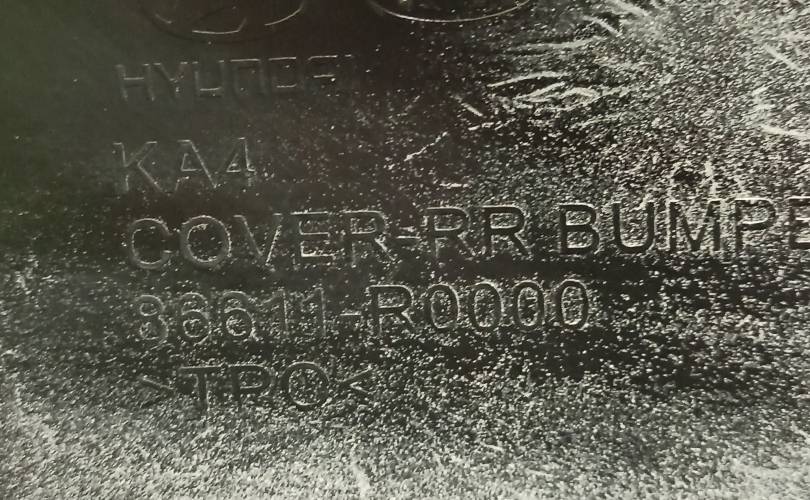 HYUNDAI
KA4
COVER-RR BUMPE
86611-R0000
>TPO<